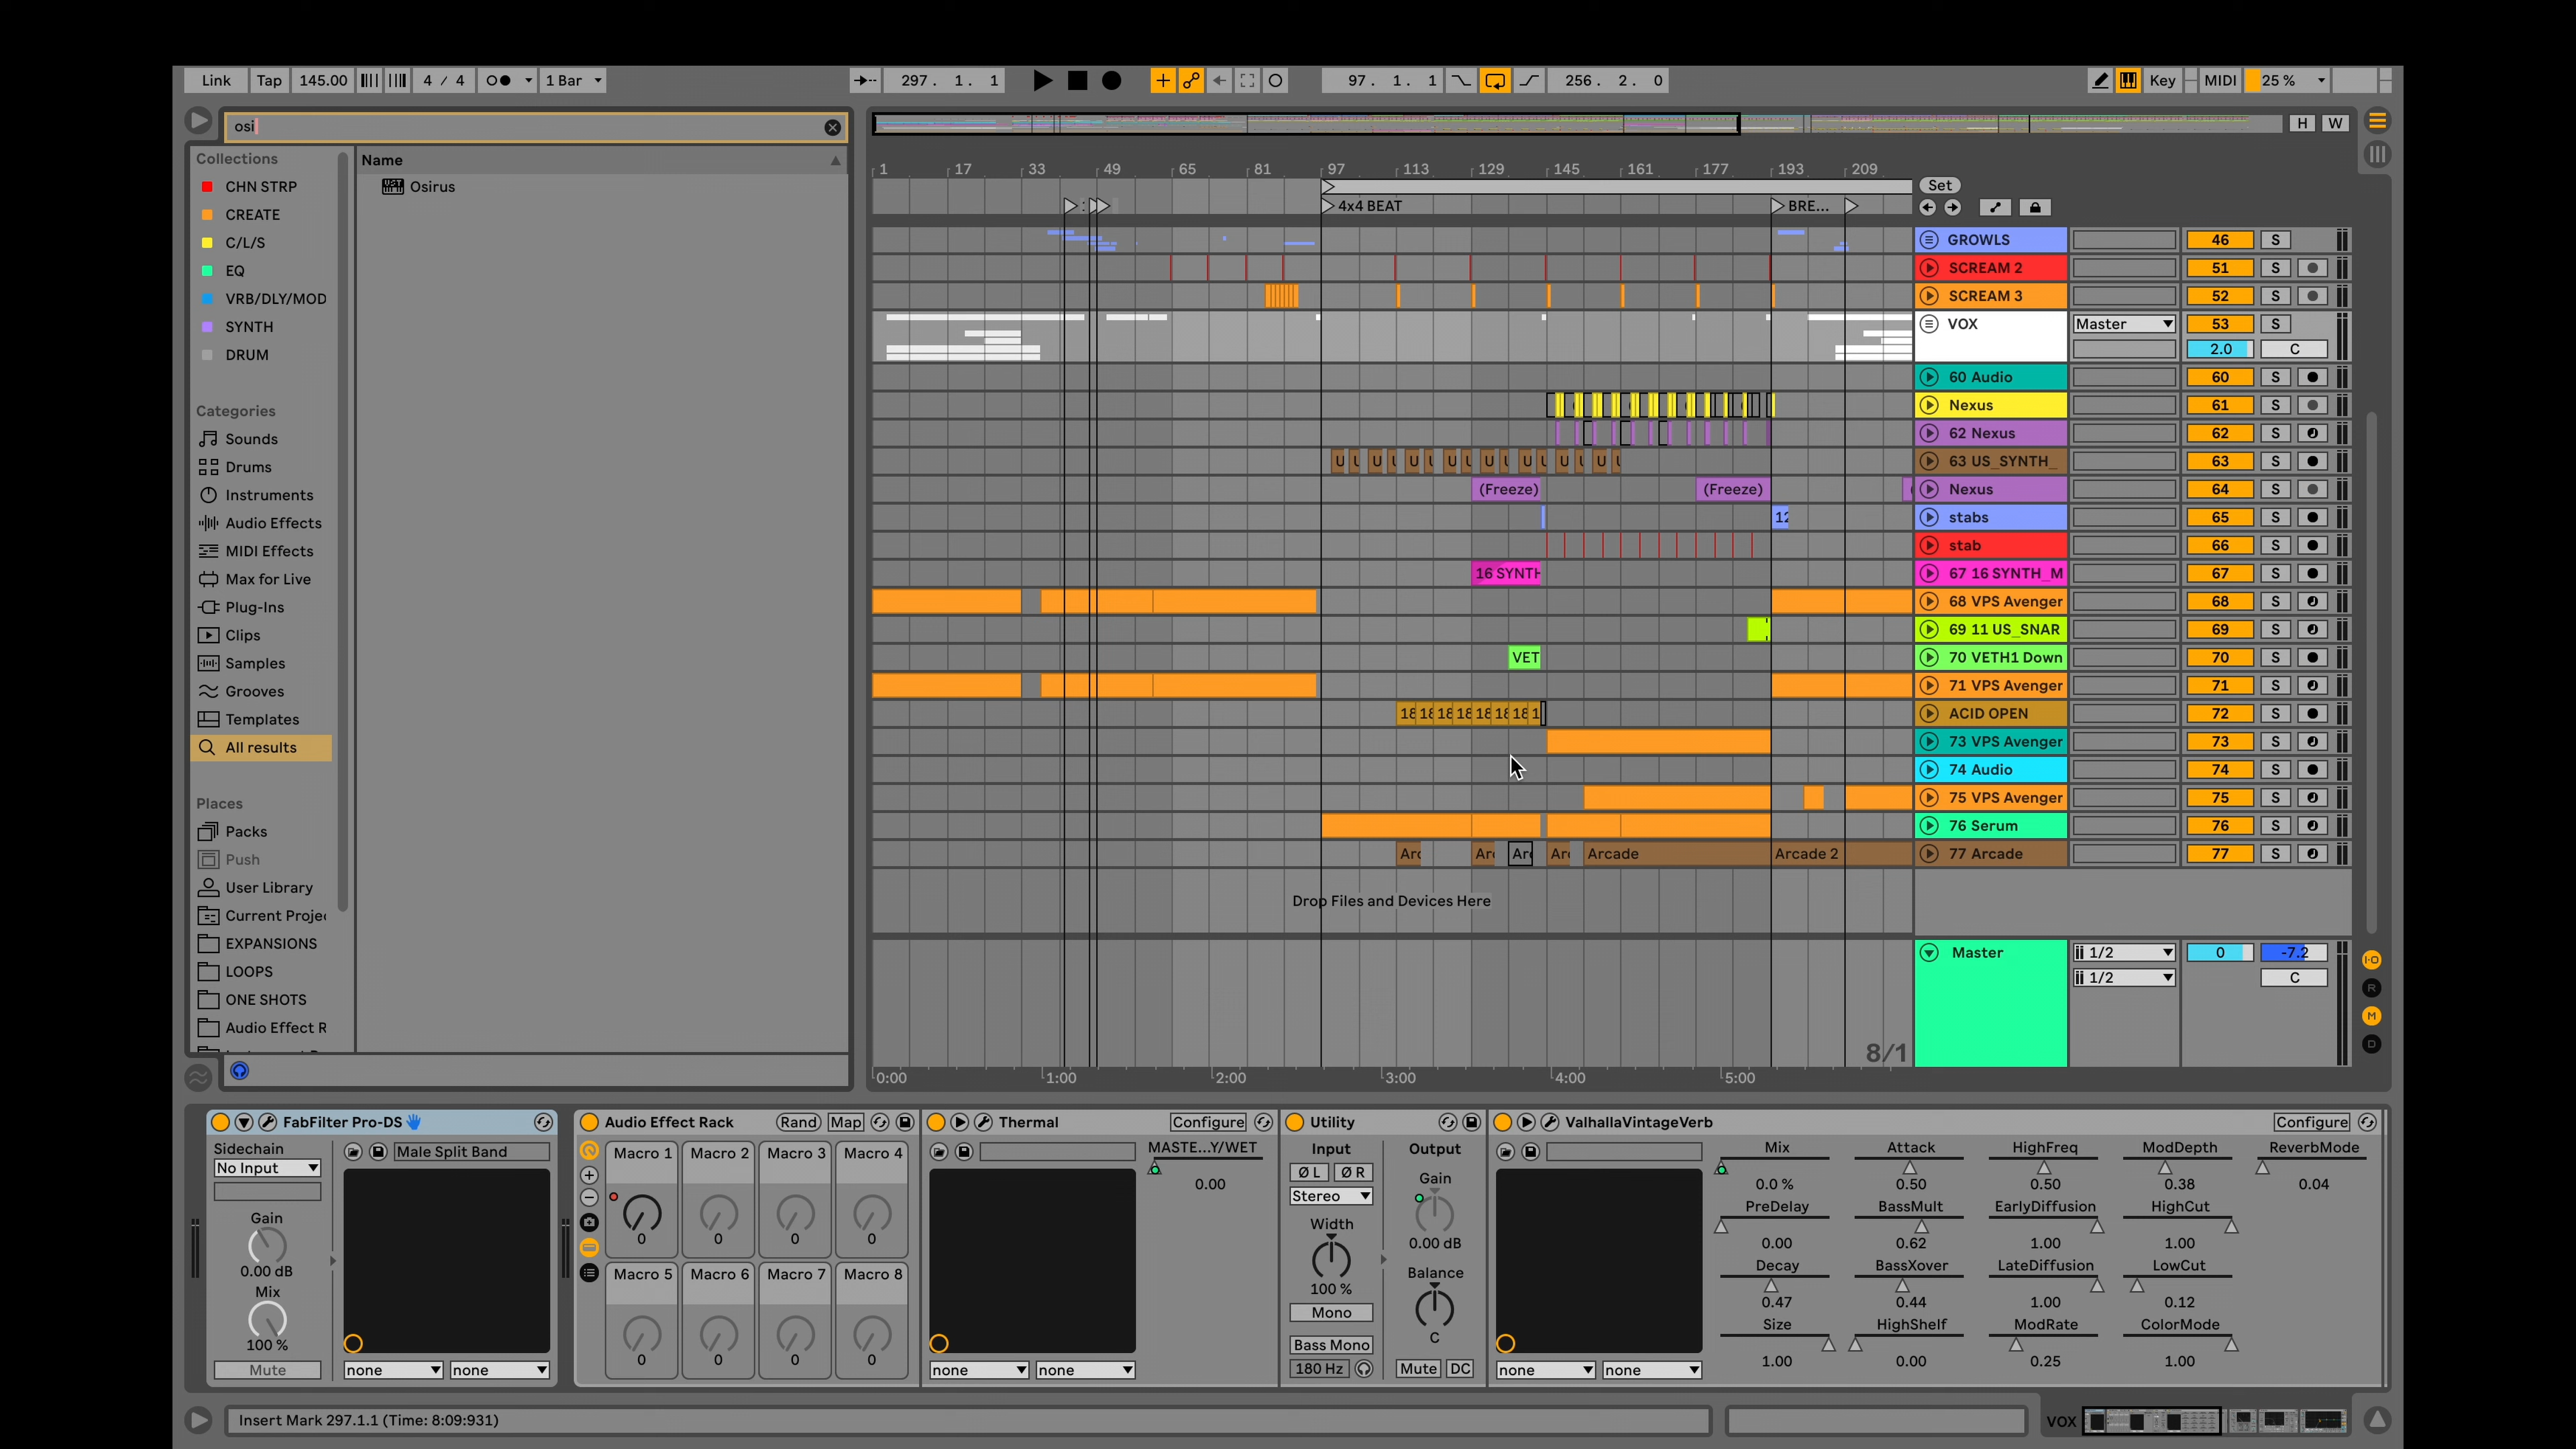 Link Tap 145.00 4 / 4 1 Bar 297. 1. 1 97. 1. 1 256. 2. 0 Key MIDI 25 %
osi
H W
Collections
CHN STRP
CREATE
C/L/S
EQ
VRB/DLY/MOD
SYNTH
DRUM
Categories
Sounds
Drums
Instruments
Audio Effects
MIDI Effects
Max for Live
Plug-Ins
Clips
Samples
Grooves
Templates
All results
Places
Packs
Push
User Library
Current Proje
EXPANSIONS
LOOPS
ONE SHOTS
Audio Effect R
Name
Osirus
1 17 33 49 65 81 97 113 129 145 161 177 193 209
Set
4x4 BEAT BRE...
GROWLS 46 S
SCREAM 2 51 S
SCREAM 3 52 S
VOX Master 53 S
2.0 C
60 Audio 60 S
Nexus 61 S
62 Nexus 62 S
U U U U U U U U U U U U U U U 63 US_SYNTH_ 63 S
(Freeze) (Freeze) Nexus 64 S
12 stabs 65 S
stab 66 S
16 SYNTH 67 16 SYNTH_M 67 S
68 VPS Avenger 68 S
69 11 US_SNAR 69 S
VET 70 VETH1 Down 70 S
71 VPS Avenger 71 S
18 18 18 18 18 18 18 1 ACID OPEN 72 S
73 VPS Avenger 73 S
74 Audio 74 S
75 VPS Avenger 75 S
76 Serum 76 S
Arc Arc Arc Arc Arcade Arcade 2 77 Arcade 77 S
Drop Files and Devices Here
Master 1/2 0 -7.2
1/2 C
I·O
R
M
D
8/1
0:00 1:00 2:00 3:00 4:00 5:00
FabFilter Pro-DS
Sidechain
No Input
Male Split Band
Gain
0.00 dB
Mix
100 %
Mute none none
Audio Effect Rack Rand Map
Macro 1 Macro 2 Macro 3 Macro 4
0 0 0 0
Macro 5 Macro 6 Macro 7 Macro 8
0 0 0 0
Thermal Configure
MASTE...Y/WET
0.00
none none
Utility
Input Output
Ø L Ø R
Stereo
Gain
0.00 dB
Width
100 %
Balance
C
Mono
Bass Mono
180 Hz Mute DC
ValhallaVintageVerb Configure
Mix Attack HighFreq ModDepth ReverbMode
0.0 % 0.50 0.50 0.38 0.04
PreDelay BassMult EarlyDiffusion HighCut
0.00 0.62 1.00 1.00
Decay BassXover LateDiffusion LowCut
0.47 0.44 1.00 0.12
Size HighShelf ModRate ColorMode
1.00 0.00 0.25 1.00
none none
Insert Mark 297.1.1 (Time: 8:09:931)
VOX